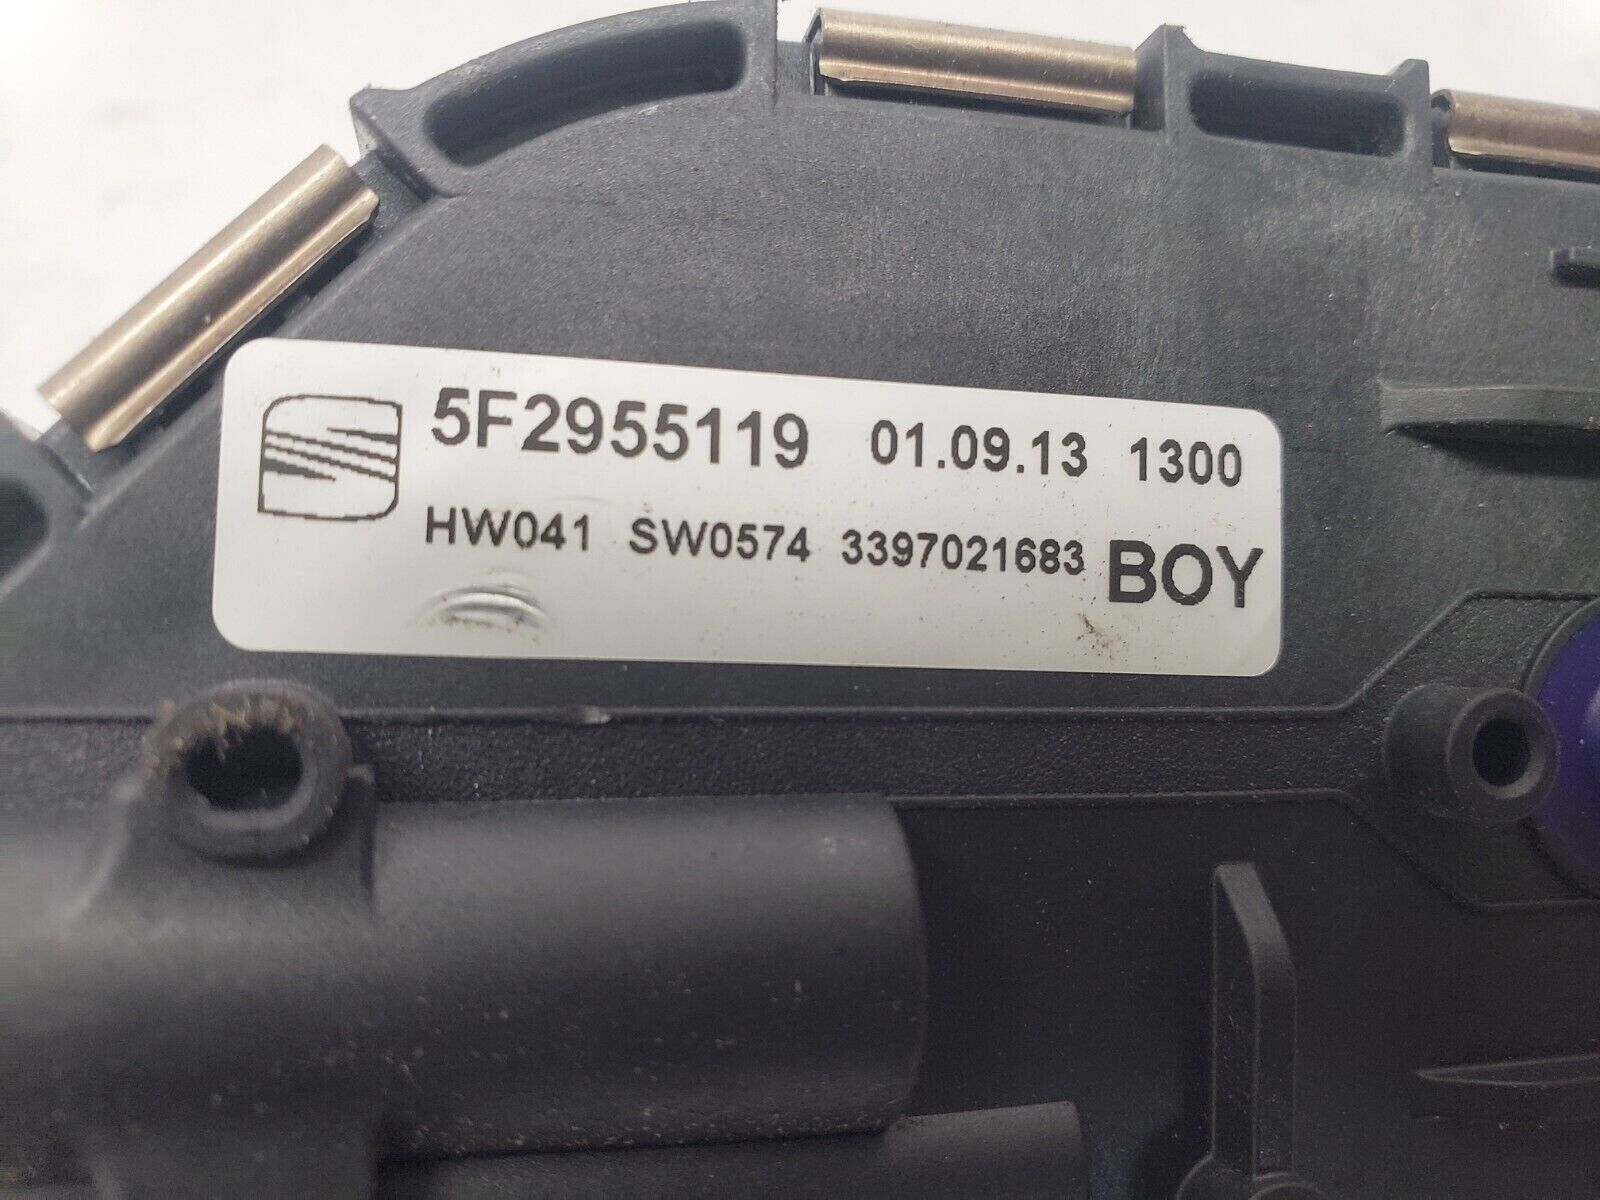 5F2955119 01.09.13 1300
HW041 SW0574 3397021683 BOY